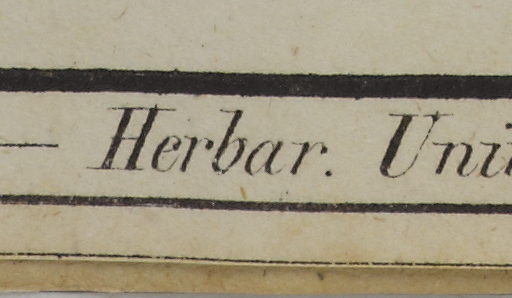 — Herbar. Uni